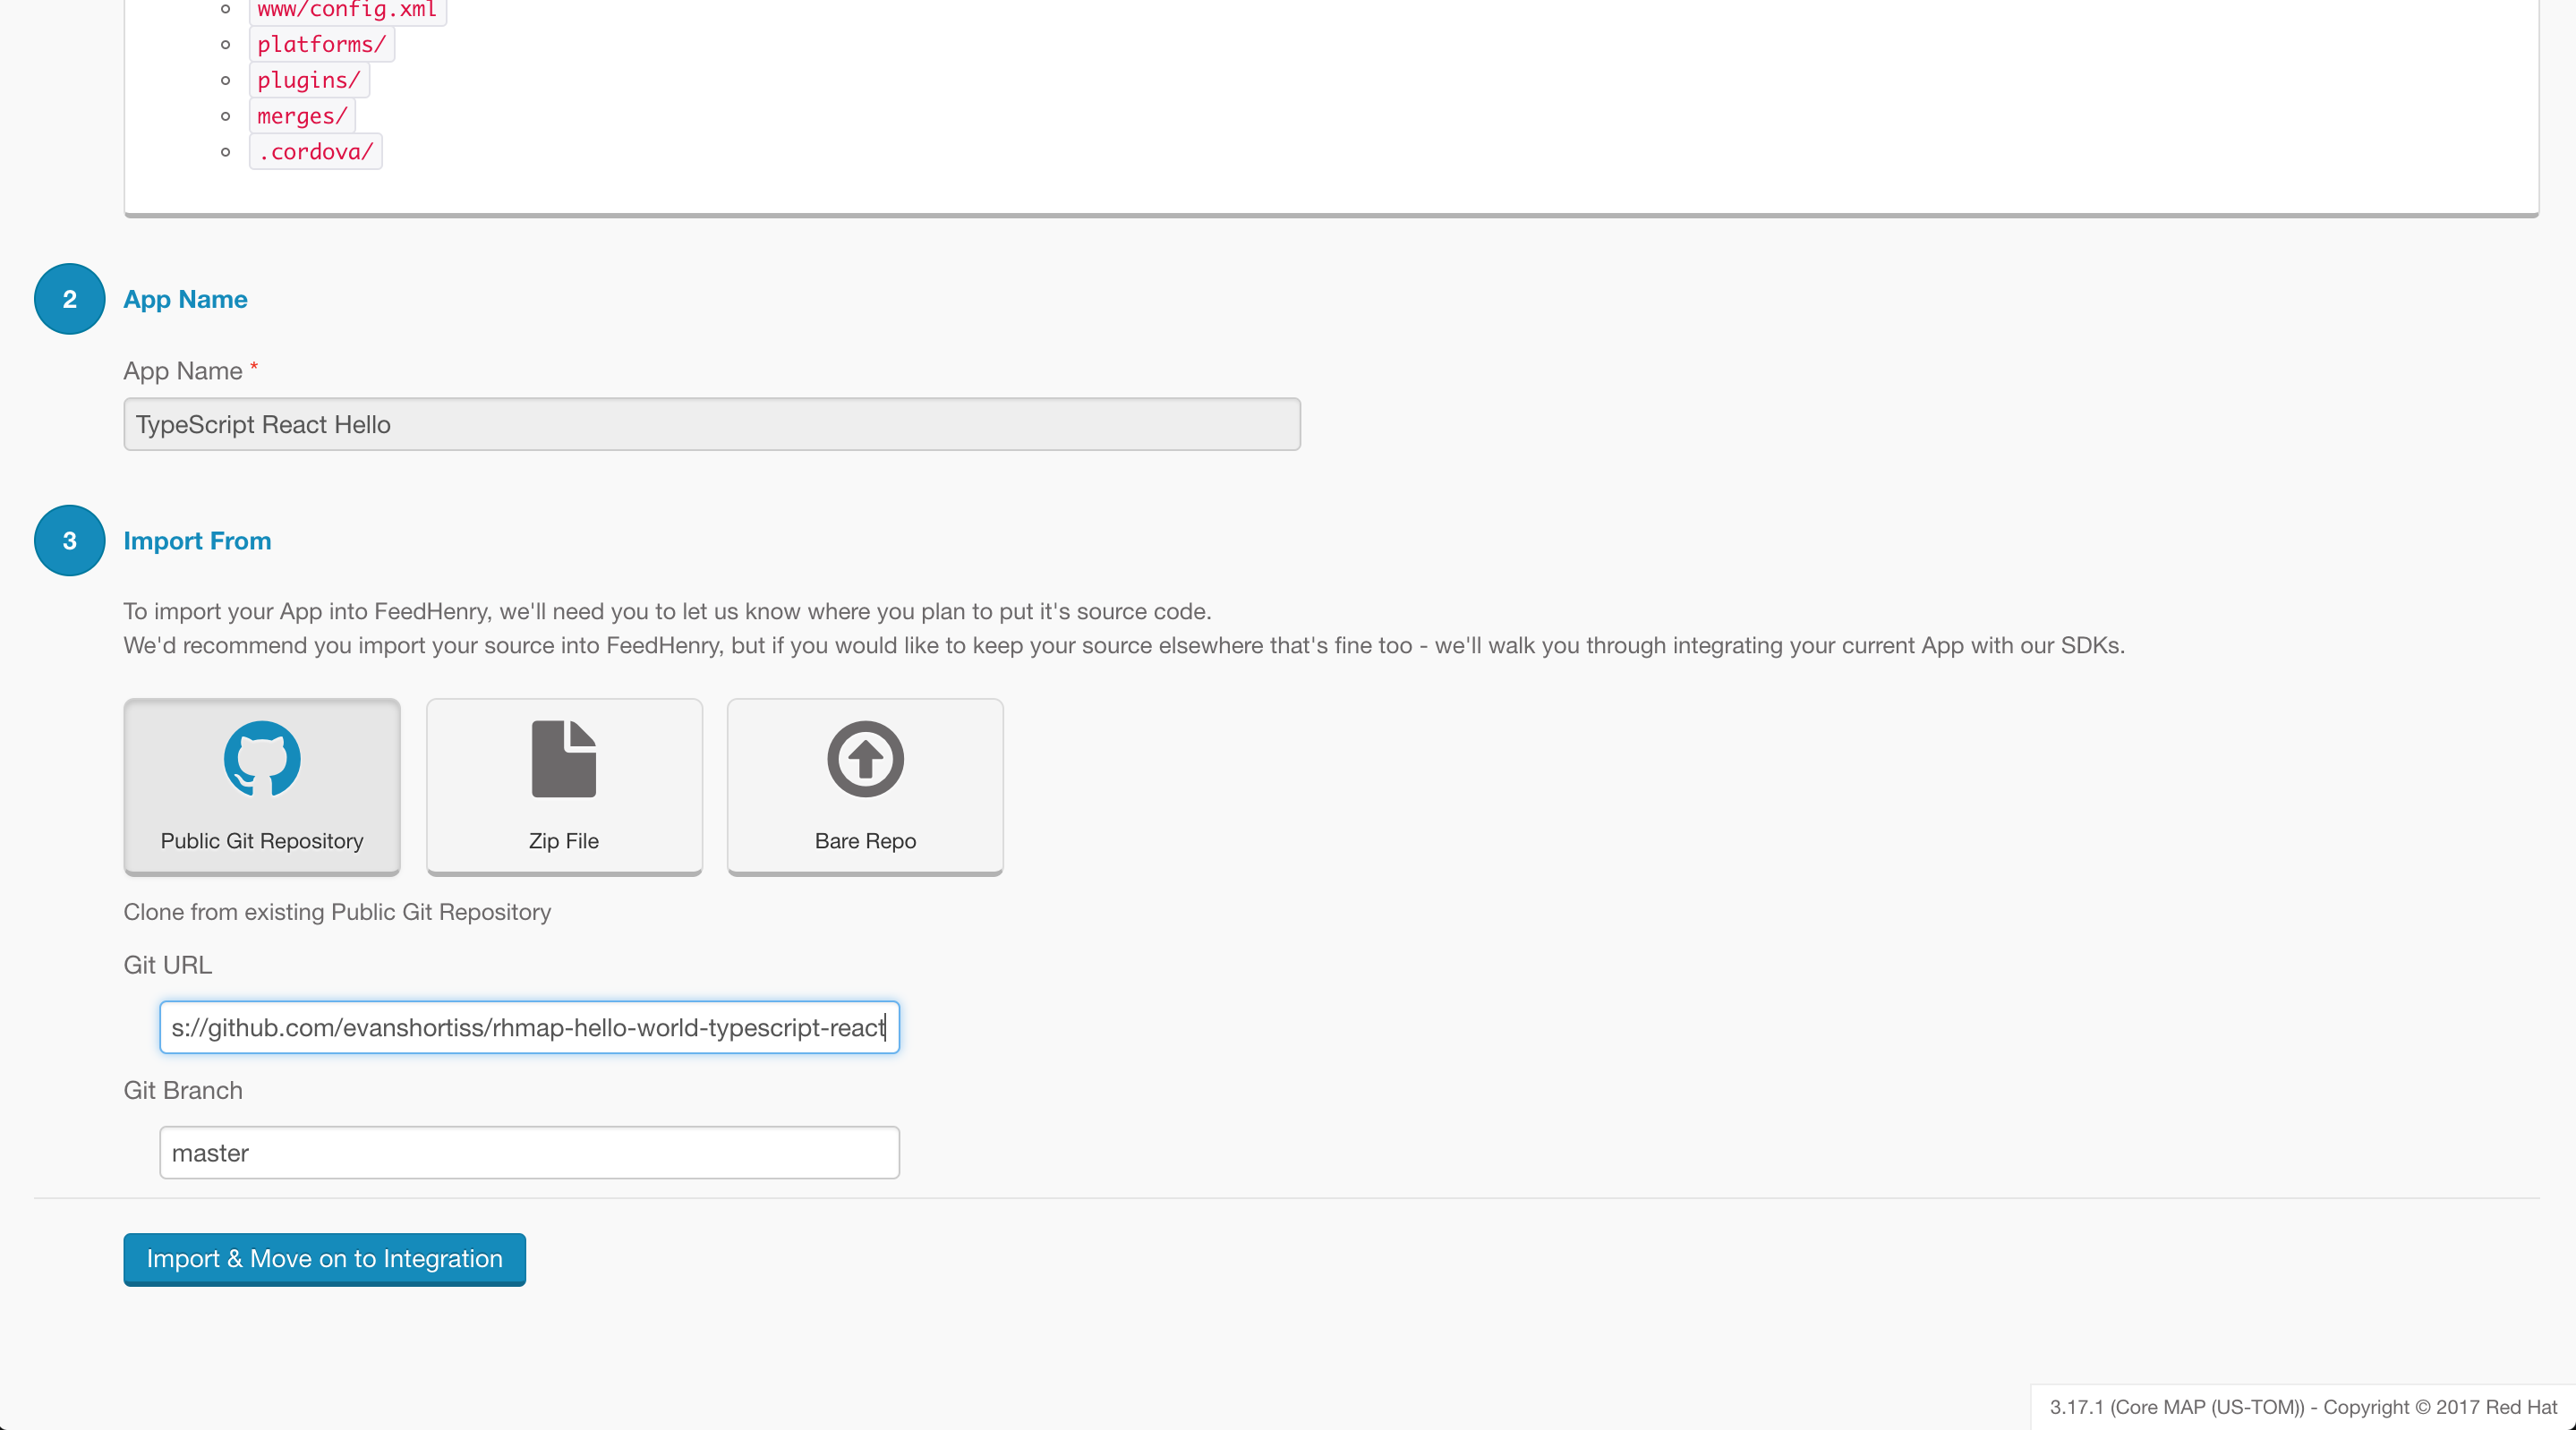 www/config.xml
platforms/
plugins/
merges/
.cordova/
2 App Name
App Name *
TypeScript React Hello
3 Import From
To import your App into FeedHenry, we'll need you to let us know where you plan to put it's source code.
We'd recommend you import your source into FeedHenry, but if you would like to keep your source elsewhere that's fine too - we'll walk you through integrating your current App with our SDKs.
Public Git Repository
Zip File
Bare Repo
Clone from existing Public Git Repository
Git URL
s://github.com/evanshortiss/rhmap-hello-world-typescript-react
Git Branch
master
Import & Move on to Integration
3.17.1 (Core MAP (US-TOM)) - Copyright © 2017 Red Hat